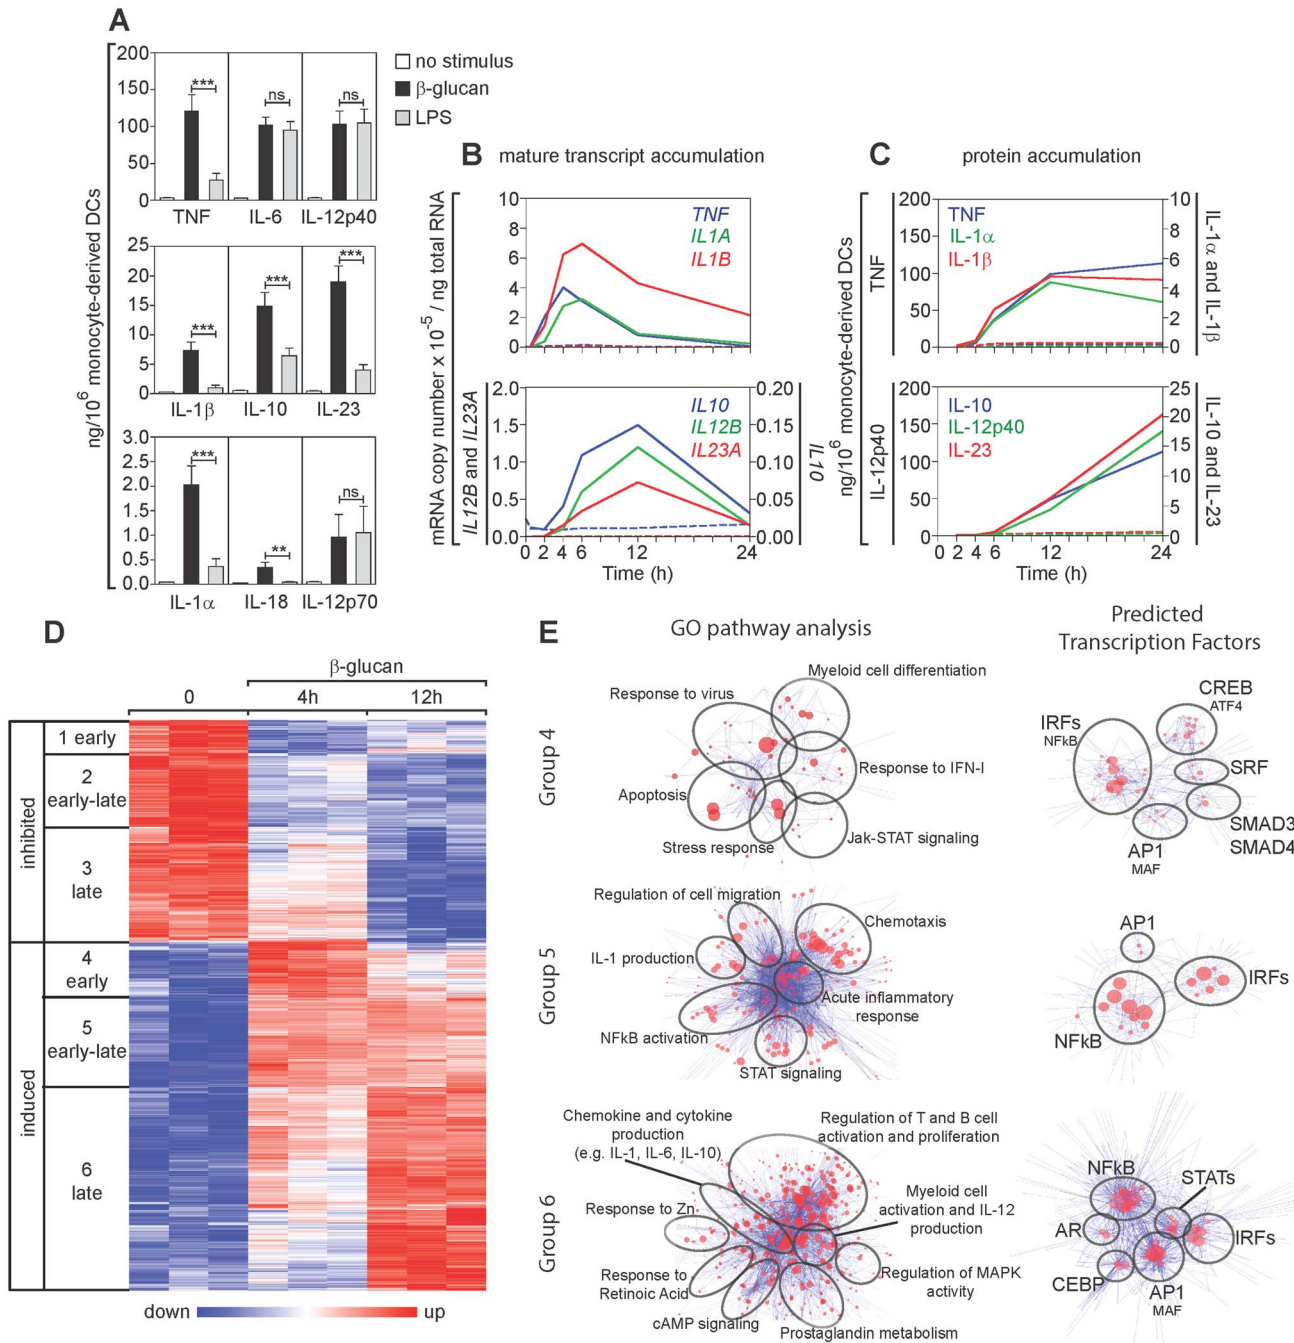 A
ng/10⁶ monocyte-derived DCs
200
150
100
50
0
***
ns
ns
TNF
IL-6
IL-12p40
no stimulus
β-glucan
LPS
25
20
15
10
5
0
***
***
***
IL-1β
IL-10
IL-23
3.0
2.5
2.0
1.5
1.0
0.5
0.0
***
**
ns
IL-1α
IL-18
IL-12p70
B
mature transcript accumulation
mRNA copy number x 10⁻⁵ / ng total RNA
10
8
6
4
2
0
TNF
IL1A
IL1B
IL12B and IL23A
2.0
1.5
1.0
0.5
0.0
IL10
IL12B
IL23A
0.20
0.15
0.10
0.05
0.00
IL10
0 2 4 6 12 24
Time (h)
C
protein accumulation
ng/10⁶ monocyte-derived DCs
TNF
200
150
100
50
0
TNF
IL-1α
IL-1β
10
8
6
4
2
0
IL-1α and IL-1β
IL-12p40
200
150
100
50
0
IL-10
IL-12p40
IL-23
25
20
15
10
5
0
IL-10 and IL-23
0 2 4 6 12 24
Time (h)
D
β-glucan
0 4h 12h
inhibited
1 early
2
early-late
3
late
induced
4
early
5
early-late
6
late
down up
E
GO pathway analysis
Predicted
Transcription Factors
Group 4
Myeloid cell differentiation
Response to virus
Response to IFN-I
Apoptosis
Stress response
Jak-STAT signaling
CREB
ATF4
IRFs
NFkB
SRF
SMAD3
SMAD4
AP1
MAF
Group 5
Regulation of cell migration
Chemotaxis
IL-1 production
Acute inflammatory
response
NFkB activation
STAT signaling
AP1
IRFs
NFkB
Group 6
Chemokine and cytokine
production
(e.g. IL-1, IL-6, IL-10)
Regulation of T and B cell
activation and proliferation
Response to Zn
Myeloid cell
activation and IL-12
production
Response to
Retinoic Acid
Regulation of MAPK
activity
cAMP signaling
Prostaglandin metabolism
NFkB
STATs
AR
IRFs
CEBP
AP1
MAF